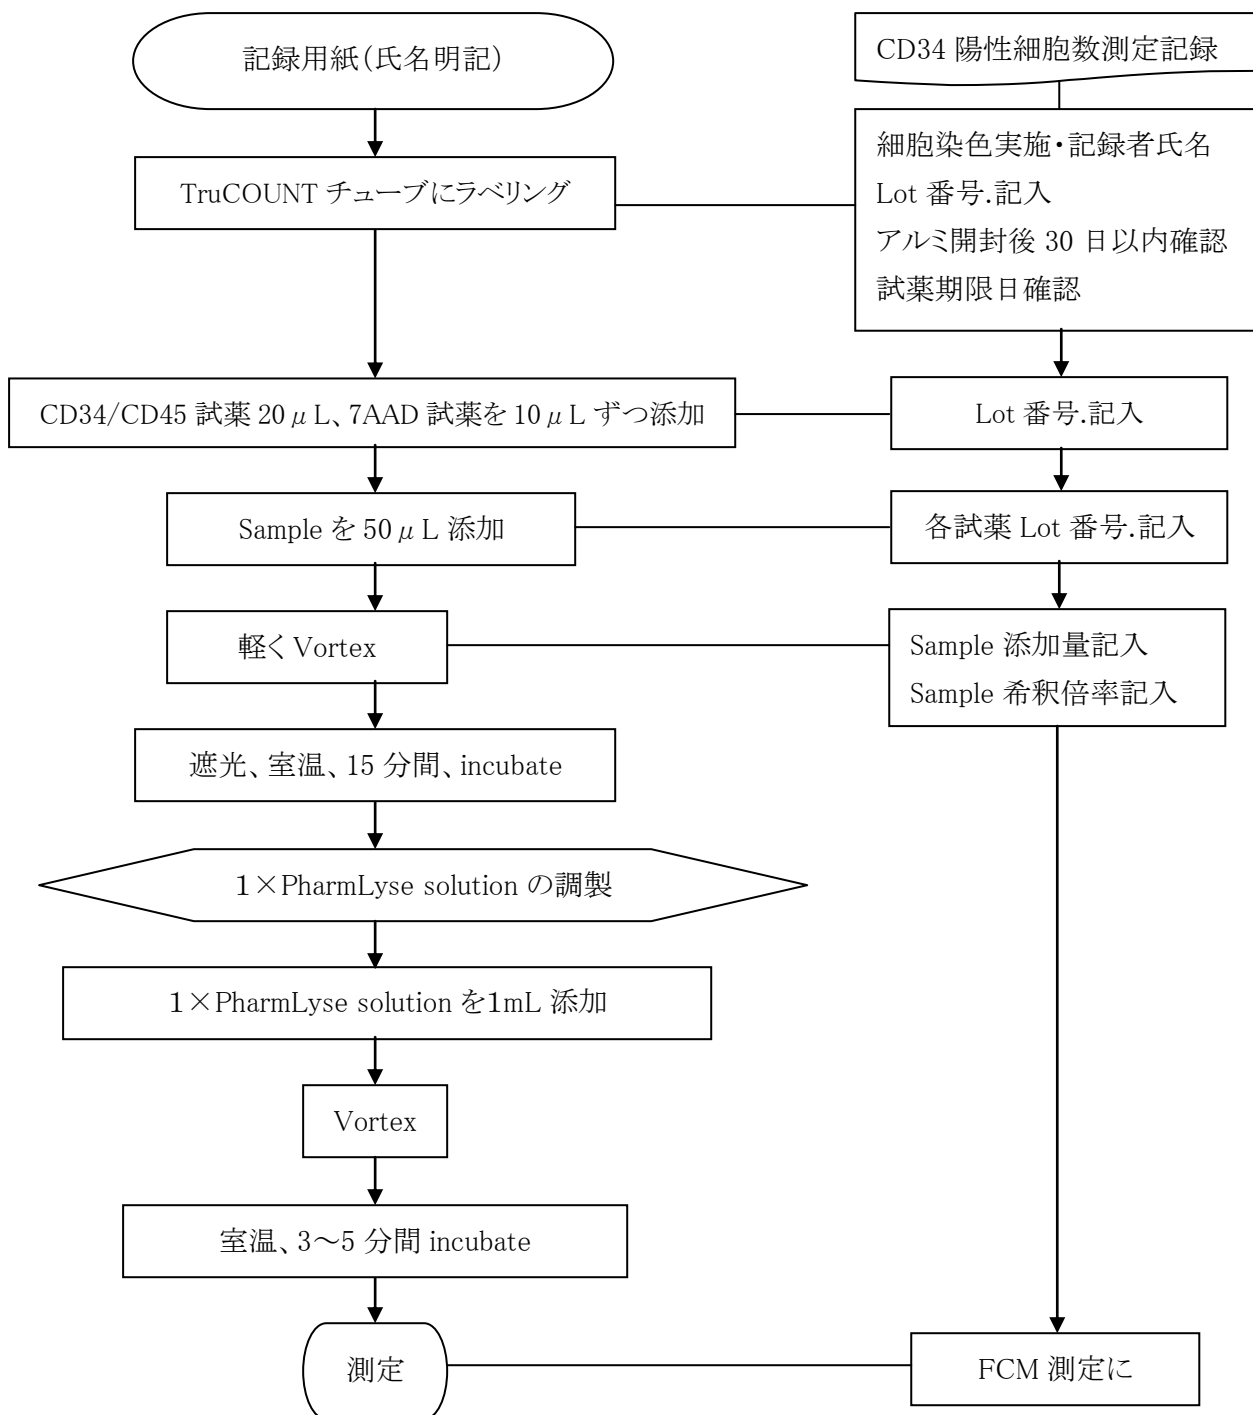 記録用紙(氏名明記)
CD34 陽性細胞数測定記録
TruCOUNT チューブにラベリング
細胞染色実施・記録者氏名
Lot 番号.記入
アルミ開封後 30 日以内確認
試薬期限日確認
CD34/CD45 試薬 20μL、7AAD 試薬を 10μL ずつ添加
Lot 番号.記入
Sample を 50μL 添加
各試薬 Lot 番号.記入
軽く Vortex
Sample 添加量記入
Sample 希釈倍率記入
遮光、室温、15 分間、incubate
1×PharmLyse solution の調製
1×PharmLyse solution を1mL 添加
Vortex
室温、3～5 分間 incubate
測定
FCM 測定に